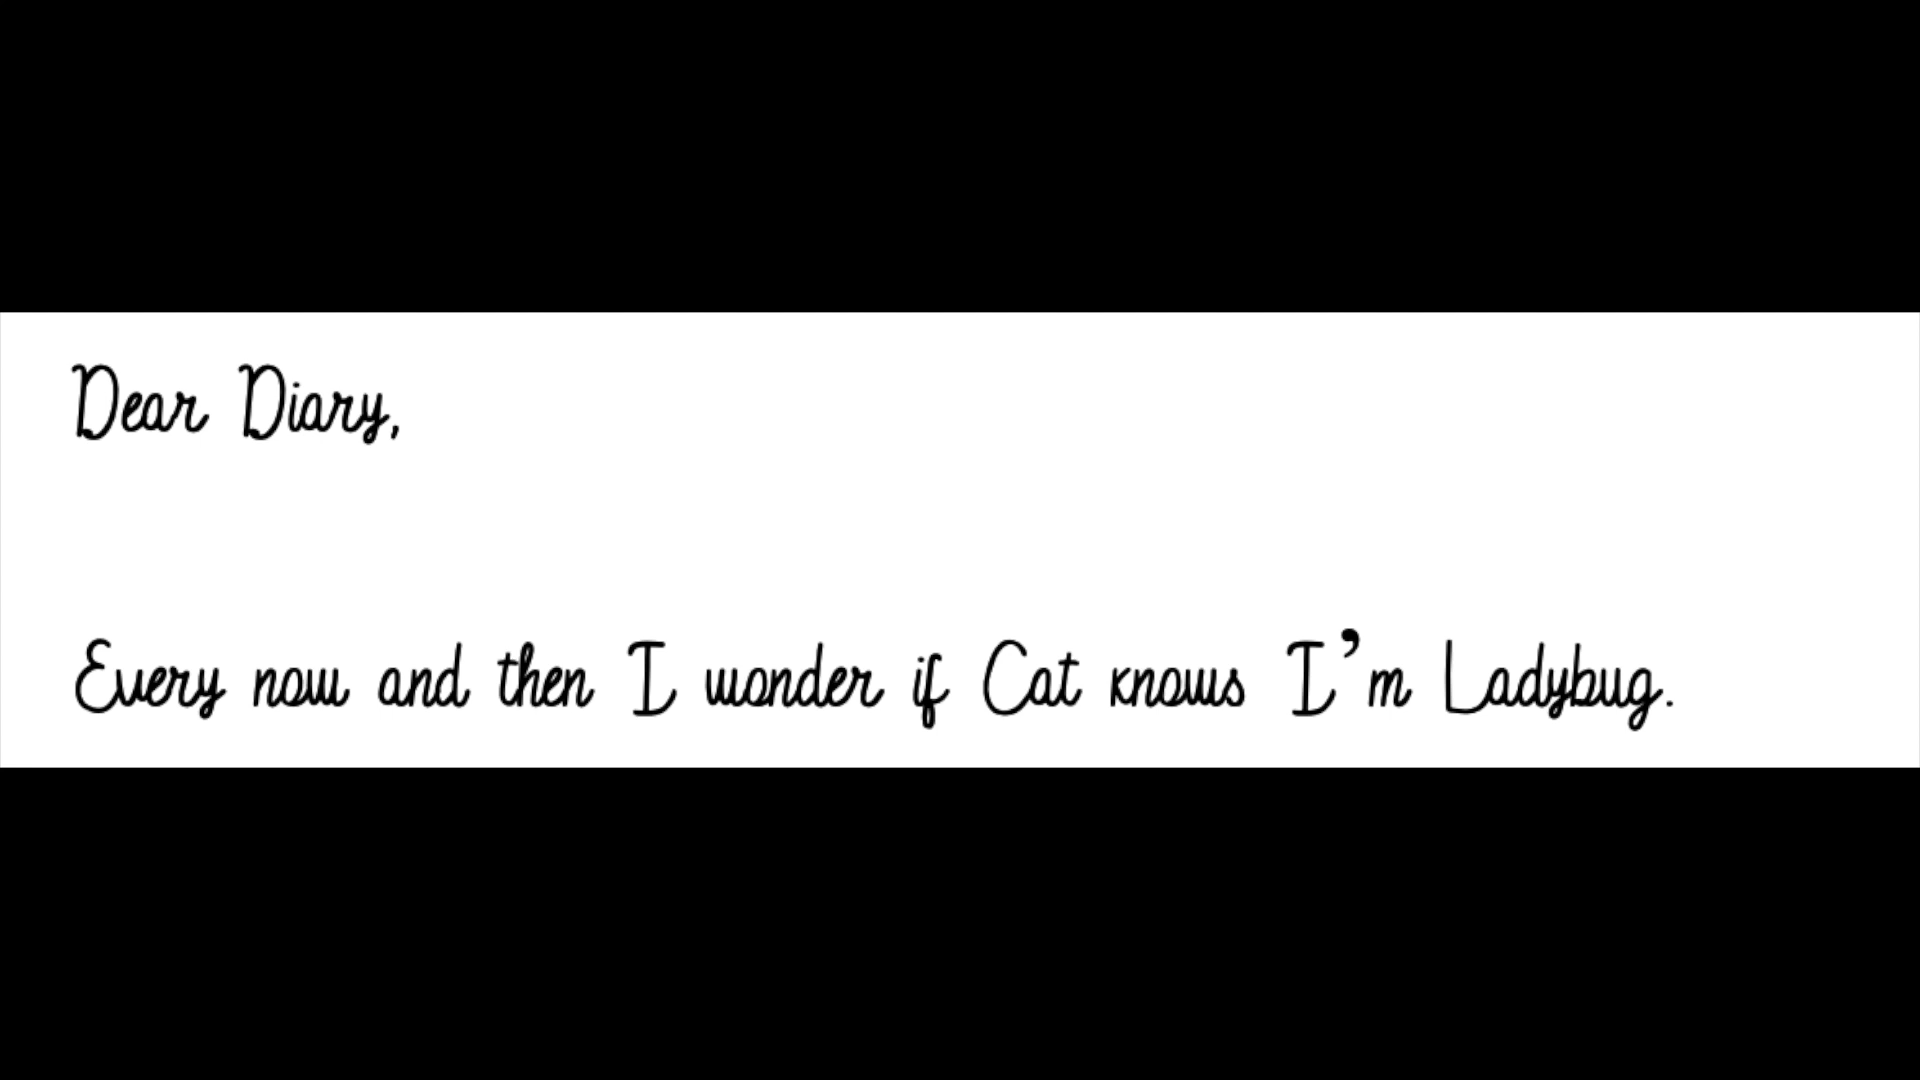 Dear Diary,
Every now and then I wonder if Cat knows I’m Ladybug.